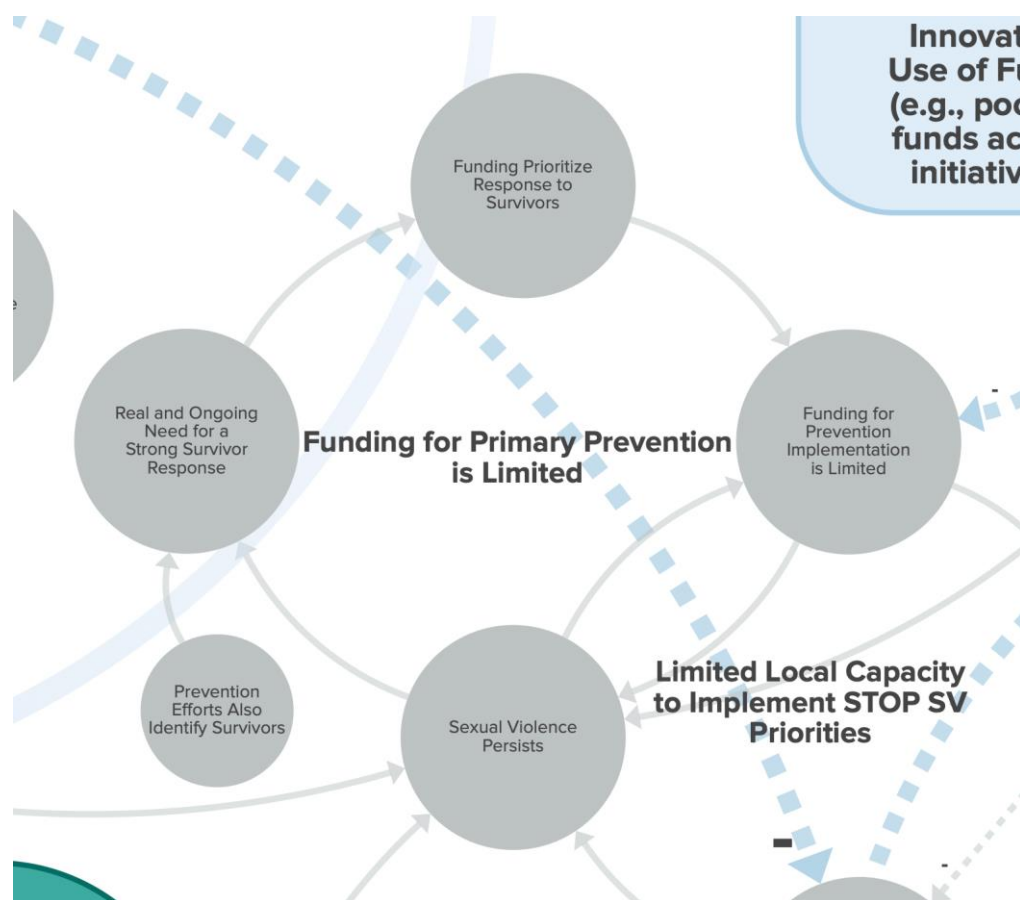 Innovat
Use of Fu
(e.g., poo
funds ac
initiativ
Funding Prioritize
Response to
Survivors
e
Real and Ongoing
Need for a
Strong Survivor
Response
Funding for Primary Prevention
is Limited
-
Funding for
Prevention
Implementation
is Limited
Prevention
Efforts Also
Identify Survivors
Sexual Violence
Persists
Limited Local Capacity
to Implement STOP SV
Priorities
-
-